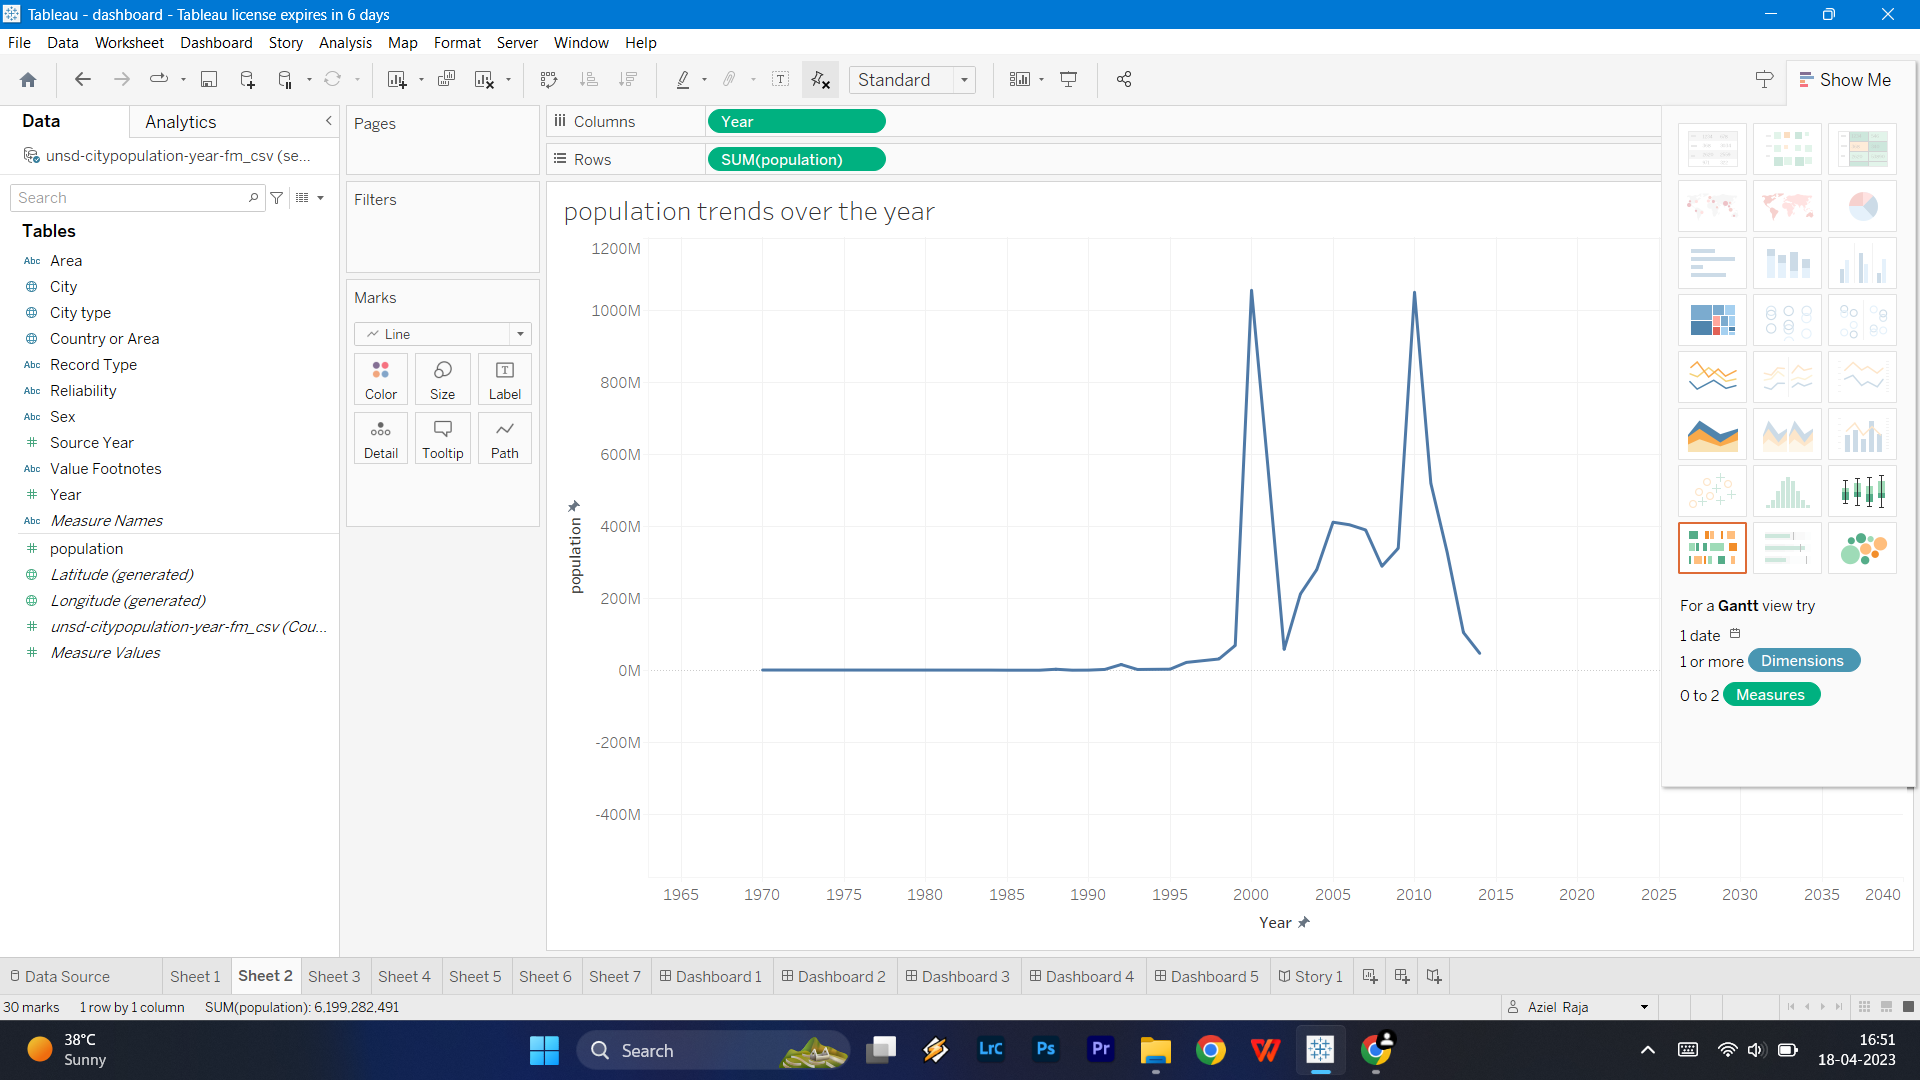 Tableau - dashboard - Tableau license expires in 6 days
File Data Worksheet Dashboard Story Analysis Map Format Server Window Help
Standard
Show Me
Data
Analytics
unsd-citypopulation-year-fm_csv (se...
Search
Tables
Abc Area
City
City type
Country or Area
Abc Record Type
Abc Reliability
Abc Sex
# Source Year
Abc Value Footnotes
# Year
Abc Measure Names
# population
Latitude (generated)
Longitude (generated)
# unsd-citypopulation-year-fm_csv (Cou...
# Measure Values
Pages
Filters
Marks
Line
Color Size Label
Detail Tooltip Path
Columns Year
Rows SUM(population)
population trends over the year
1200M
1000M
800M
600M
400M
200M
0M
-200M
-400M
population
1965 1970 1975 1980 1985 1990 1995 2000 2005 2010 2015 2020 2025 2030 2035 2040
Year
For a Gantt view try
1 date
1 or more Dimensions
0 to 2 Measures
Data Source Sheet 1 Sheet 2 Sheet 3 Sheet 4 Sheet 5 Sheet 6 Sheet 7 Dashboard 1 Dashboard 2 Dashboard 3 Dashboard 4 Dashboard 5 Story 1
30 marks 1 row by 1 column SUM(population): 6,199,282,491
Aziel Raja
38°C
Sunny
Search
LrC
Ps
Pr
16:51
18-04-2023